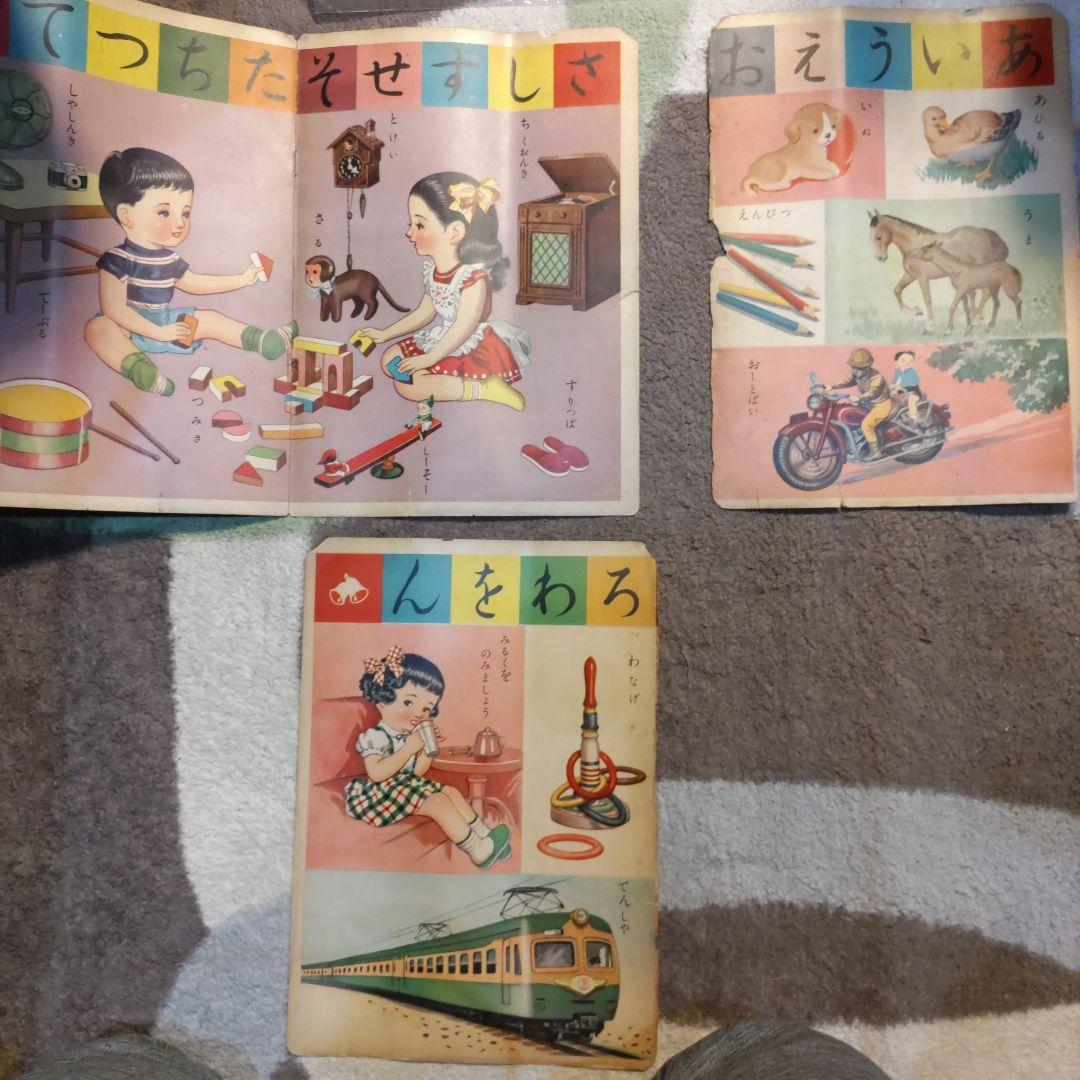 あいうえお
あひる
いぬ
うま
えんぴつ
おーとばい
さしすせそたちつて
ちくおんき
とけい
さる
すりつぱ
しーそー
しやしんき
てーぶる
つみき
ろわをん
わなげ
みるくを
のみましよう
でんしや